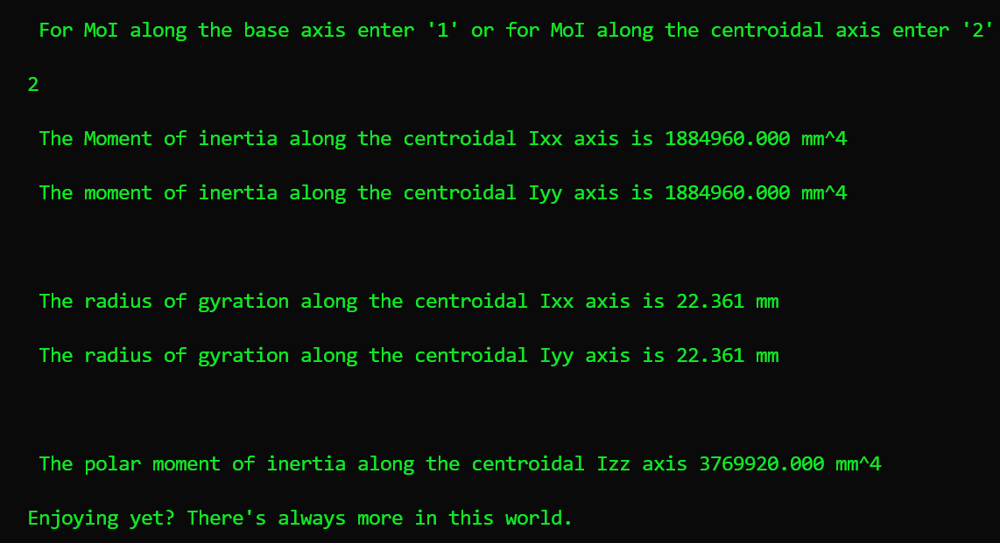 For MoI along the base axis enter '1' or for MoI along the centroidal axis enter '2'
2
The Moment of inertia along the centroidal Ixx axis is 1884960.000 mm^4
The moment of inertia along the centroidal Iyy axis is 1884960.000 mm^4
The radius of gyration along the centroidal Ixx axis is 22.361 mm
The radius of gyration along the centroidal Iyy axis is 22.361 mm
The polar moment of inertia along the centroidal Izz axis 3769920.000 mm^4
Enjoying yet? There's always more in this world.